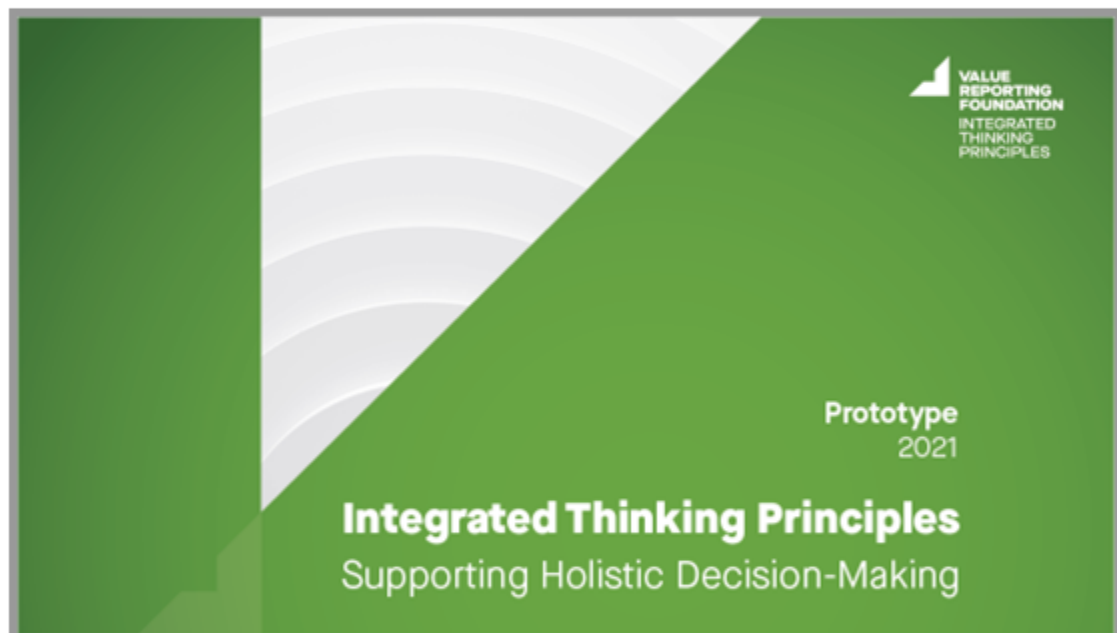 VALUE
REPORTING
FOUNDATION
INTEGRATED
THINKING
PRINCIPLES
Prototype
2021
Integrated Thinking Principles
Supporting Holistic Decision-Making